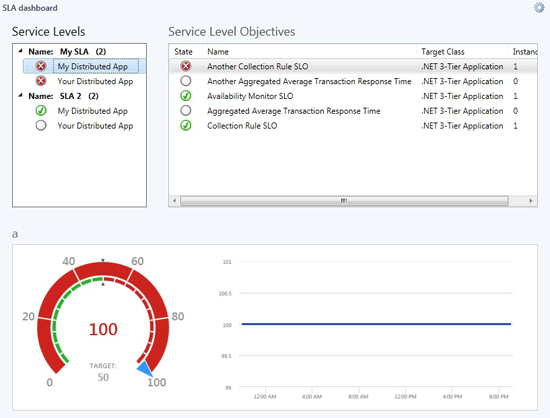 SLA dashboard
Service Levels
Name: My SLA (2)
My Distributed App
Your Distributed App
Name: SLA 2 (2)
My Distributed App
Your Distributed App
Service Level Objectives
State Name Target Class Instanc
Another Collection Rule SLO .NET 3-Tier Application 1
Another Aggregated Average Transaction Response Time .NET 3-Tier Application 0
Availability Monitor SLO .NET 3-Tier Application 1
Aggregated Average Transaction Response Time .NET 3-Tier Application 0
Collection Rule SLO .NET 3-Tier Application 1
a
40 60
20 80
0 100
100
TARGET:
50
101
100.5
100
99.5
99
12:00 AM 4:00 AM 8:00 AM 12:00 PM 4:00 PM 8:00 PM